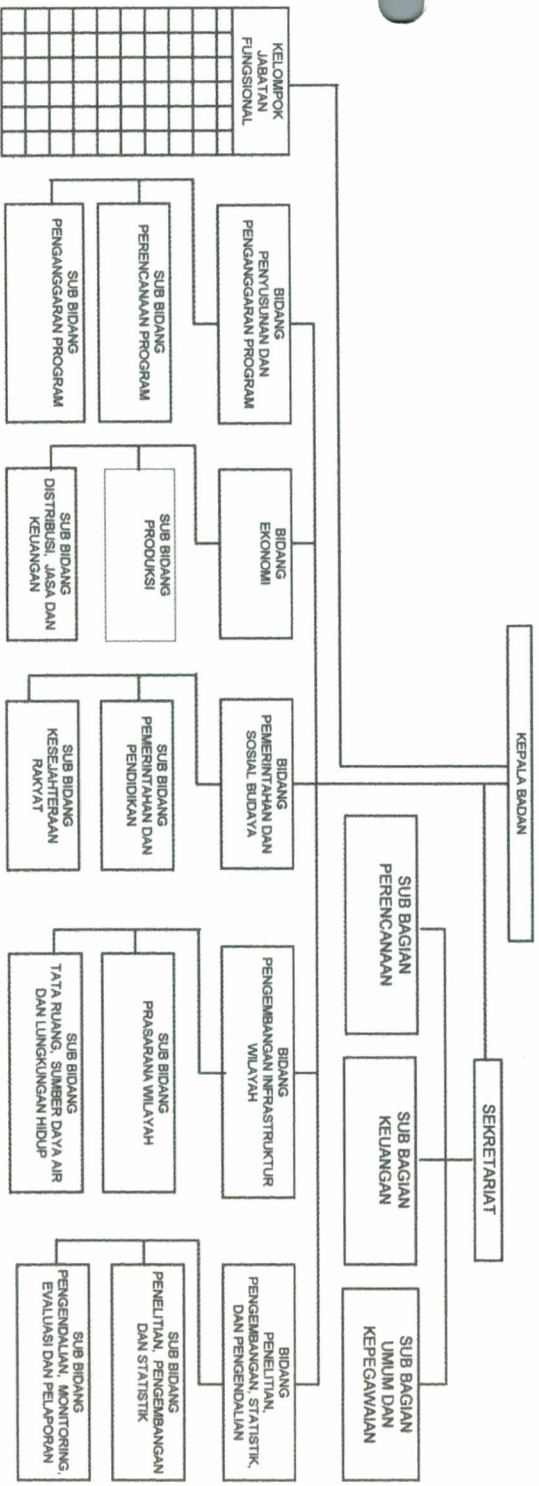 KEPALA BADAN
SEKRETARIAT
SUB BAGIAN
PERENCANAAN
SUB BAGIAN
KEUANGAN
SUB BAGIAN
UMUM DAN
KEPEGAWAIAN
KELOMPOK
JABATAN
FUNGSIONAL
BIDANG
PENYUSUNAN DAN
PENGANGGARAN PROGRAM
BIDANG
EKONOMI
BIDANG
PEMERINTAHAN DAN
SOSIAL BUDAYA
BIDANG
PENGEMBANGAN INFRASTRUKTUR
WILAYAH
BIDANG
PENELITIAN,
PENGEMBANGAN, STATISTIK,
DAN PENGENDALIAN
SUB BIDANG
PERENCANAAN PROGRAM
SUB BIDANG
PRODUKSI
SUB BIDANG
PEMERINTAHAN DAN
PENDIDIKAN
SUB BIDANG
PRASARANA WILAYAH
SUB BIDANG
PENELITIAN, PENGEMBANGAN
DAN STATISTIK
SUB BIDANG
PENGANGGARAN PROGRAM
SUB BIDANG
DISTRIBUSI, JASA DAN
KEUANGAN
SUB BIDANG
KESEJAHTERAAN
RAKYAT
SUB BIDANG
TATA RUANG, SUMBER DAYA AIR
DAN LUNGKUNGAN HIDUP
SUB BIDANG
PENGENDALIAN, MONITORING,
EVALUASI DAN PELAPORAN